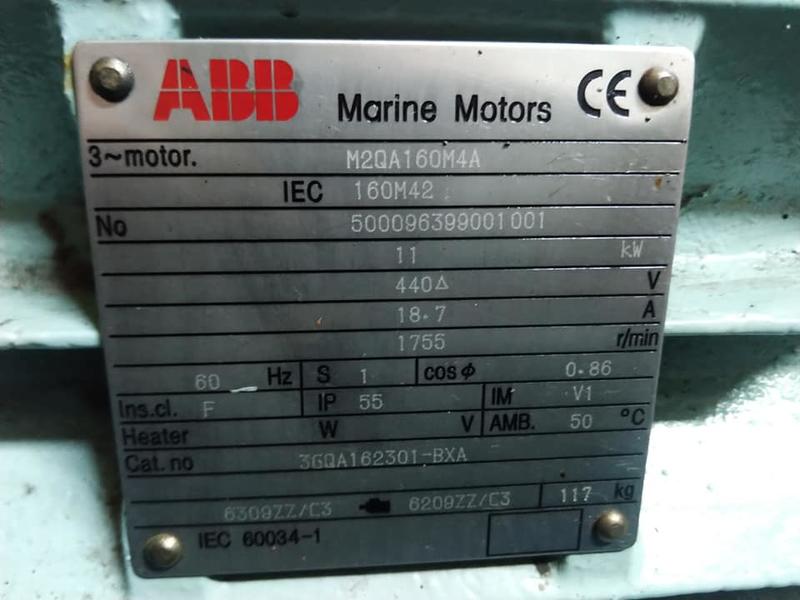 ABB Marine Motors CE
3~motor. M2QA160M4A
IEC 160M42
No 500096399001001
11 kW
440Δ V
18.7 A
1755 r/min
60 Hz S 1 cosφ 0.86
Ins.cl. F IP 55 IM V1
Heater W V AMB. 50 °C
Cat.no 3GQA162301-BXA
6309ZZ/C3 6209ZZ/C3 117 kg
IEC 60034-1